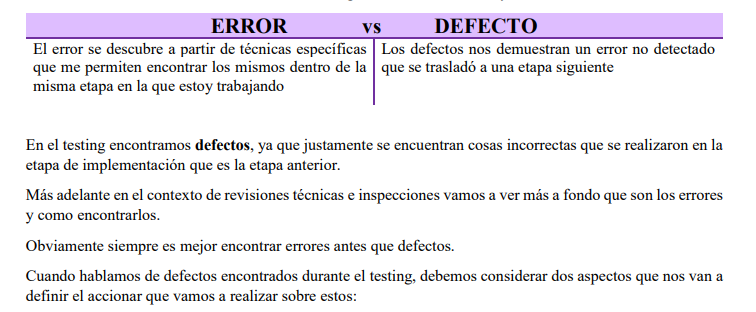 ERROR vs DEFECTO
El error se descubre a partir de técnicas específicas
que me permiten encontrar los mismos dentro de la
misma etapa en la que estoy trabajando
Los defectos nos demuestran un error no detectado
que se trasladó a una etapa siguiente
En el testing encontramos defectos, ya que justamente se encuentran cosas incorrectas que se realizaron en la
etapa de implementación que es la etapa anterior.
Más adelante en el contexto de revisiones técnicas e inspecciones vamos a ver más a fondo que son los errores
y como encontrarlos.
Obviamente siempre es mejor encontrar errores antes que defectos.
Cuando hablamos de defectos encontrados durante el testing, debemos considerar dos aspectos que nos van a
definir el accionar que vamos a realizar sobre estos: